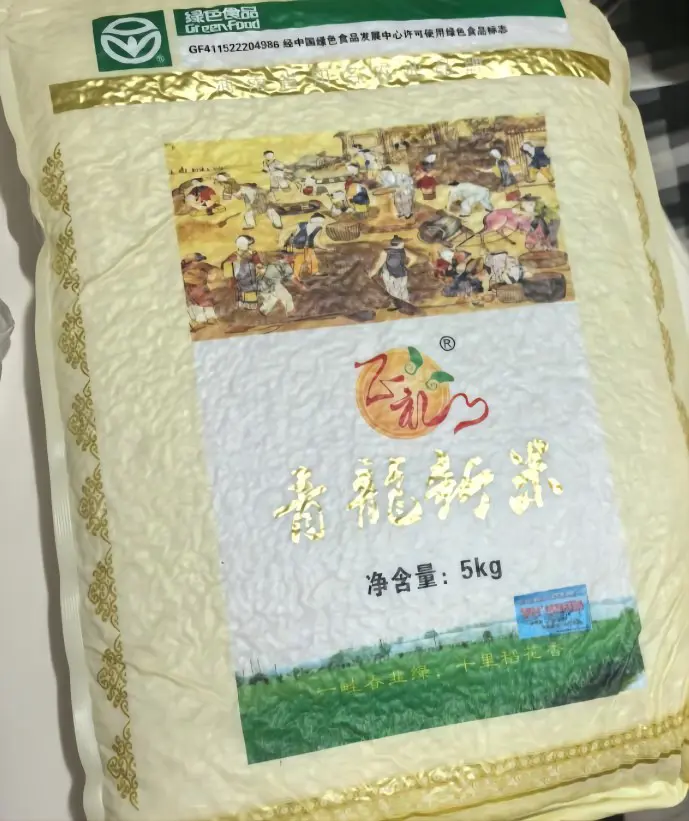 绿色食品
GreenFood
®
GF411522204986 经中国绿色食品发展中心许可使用绿色食品标志
®
青龍新米
净含量：5kg
一畦春韭绿，十里稻花香